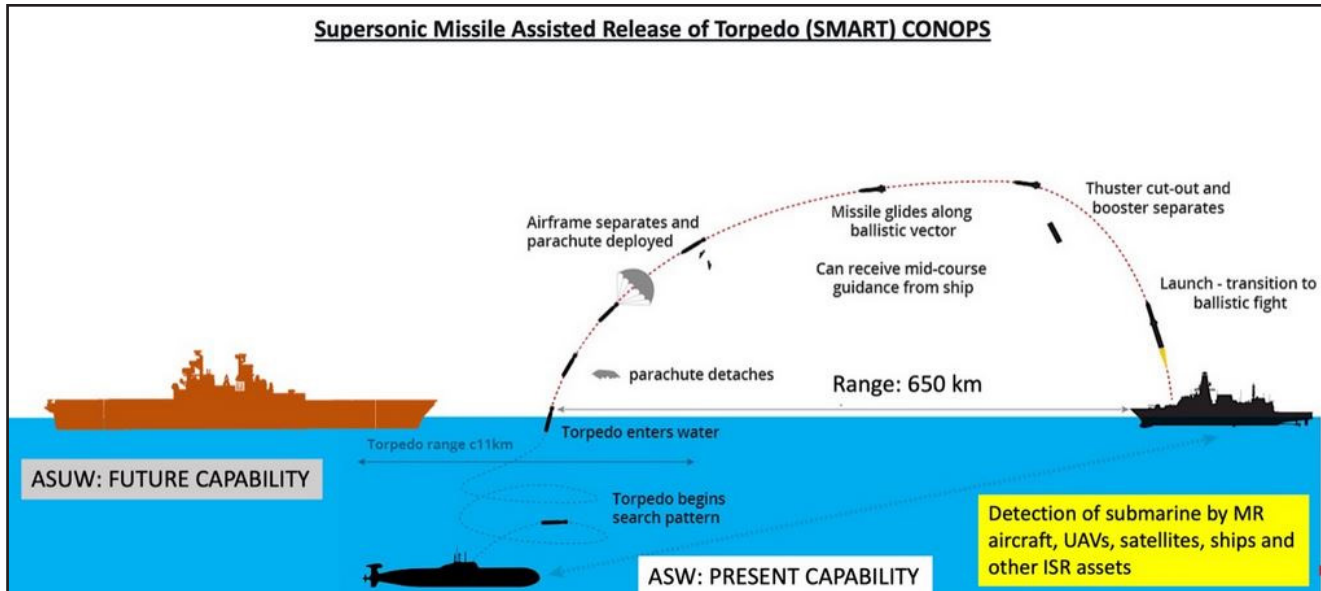 Supersonic Missile Assisted Release of Torpedo (SMART) CONOPS
Thuster cut-out and
booster separates
Missile glides along
ballistic vector
Airframe separates and
parachute deployed
Can receive mid-course
guidance from ship
Launch - transition to
ballistic fight
parachute detaches
Range: 650 km
Torpedo enters water
Torpedo range c11km
ASUW: FUTURE CAPABILITY
Torpedo begins
search pattern
Detection of submarine by MR
aircraft, UAVs, satellites, ships and
other ISR assets
ASW: PRESENT CAPABILITY